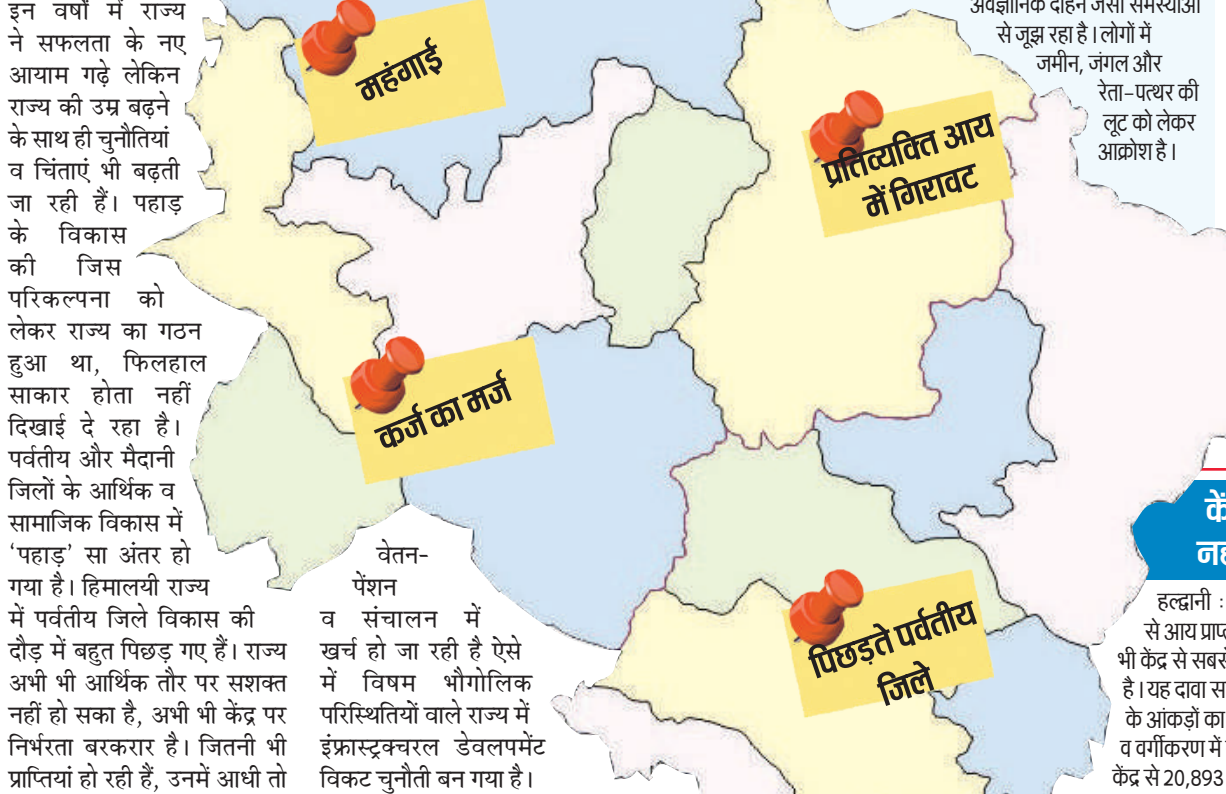 इन वर्षों में राज्य
ने सफलता के नए
आयाम गढ़े लेकिन
राज्य की उम्र बढ़ने
के साथ ही चुनौतियां
व चिंताएं भी बढ़ती
जा रही हैं। पहाड़
के विकास
की जिस
परिकल्पना को
लेकर राज्य का गठन
हुआ था, फिलहाल
साकार होता नहीं
दिखाई दे रहा है।
पर्वतीय और मैदानी
जिलों के आर्थिक व
सामाजिक विकास में
‘पहाड़’ सा अंतर हो
गया है। हिमालयी राज्य
में पर्वतीय जिले विकास की
दौड़ में बहुत पिछड़ गए हैं। राज्य
अभी भी आर्थिक तौर पर सशक्त
नहीं हो सका है, अभी भी केंद्र पर
निर्भरता बरकरार है। जितनी भी
प्राप्तियां हो रही हैं, उनमें आधी तो
वेतन-
पेंशन
व संचालन में
खर्च हो जा रही है ऐसे
में विषम भौगोलिक
परिस्थितियों वाले राज्य में
इंफ्रास्ट्रक्चरल डेवलपमेंट
विकट चुनौती बन गया है।
महंगाई
प्रतिव्यक्ति आय
में गिरावट
कर्ज का मर्ज
पिछड़ते पर्वतीय
जिले
अवैज्ञानिक दोहन जैसी समस्याओं
से जूझ रहा है। लोगों में
जमीन, जंगल और
रेता-पत्थर की
लूट को लेकर
आक्रोश है।
हल्द्वानी :
से आय
भी केंद्र से
है। यह दावा
के आंकड़ों का
व वर्गीकरण में
केंद्र से 20,893